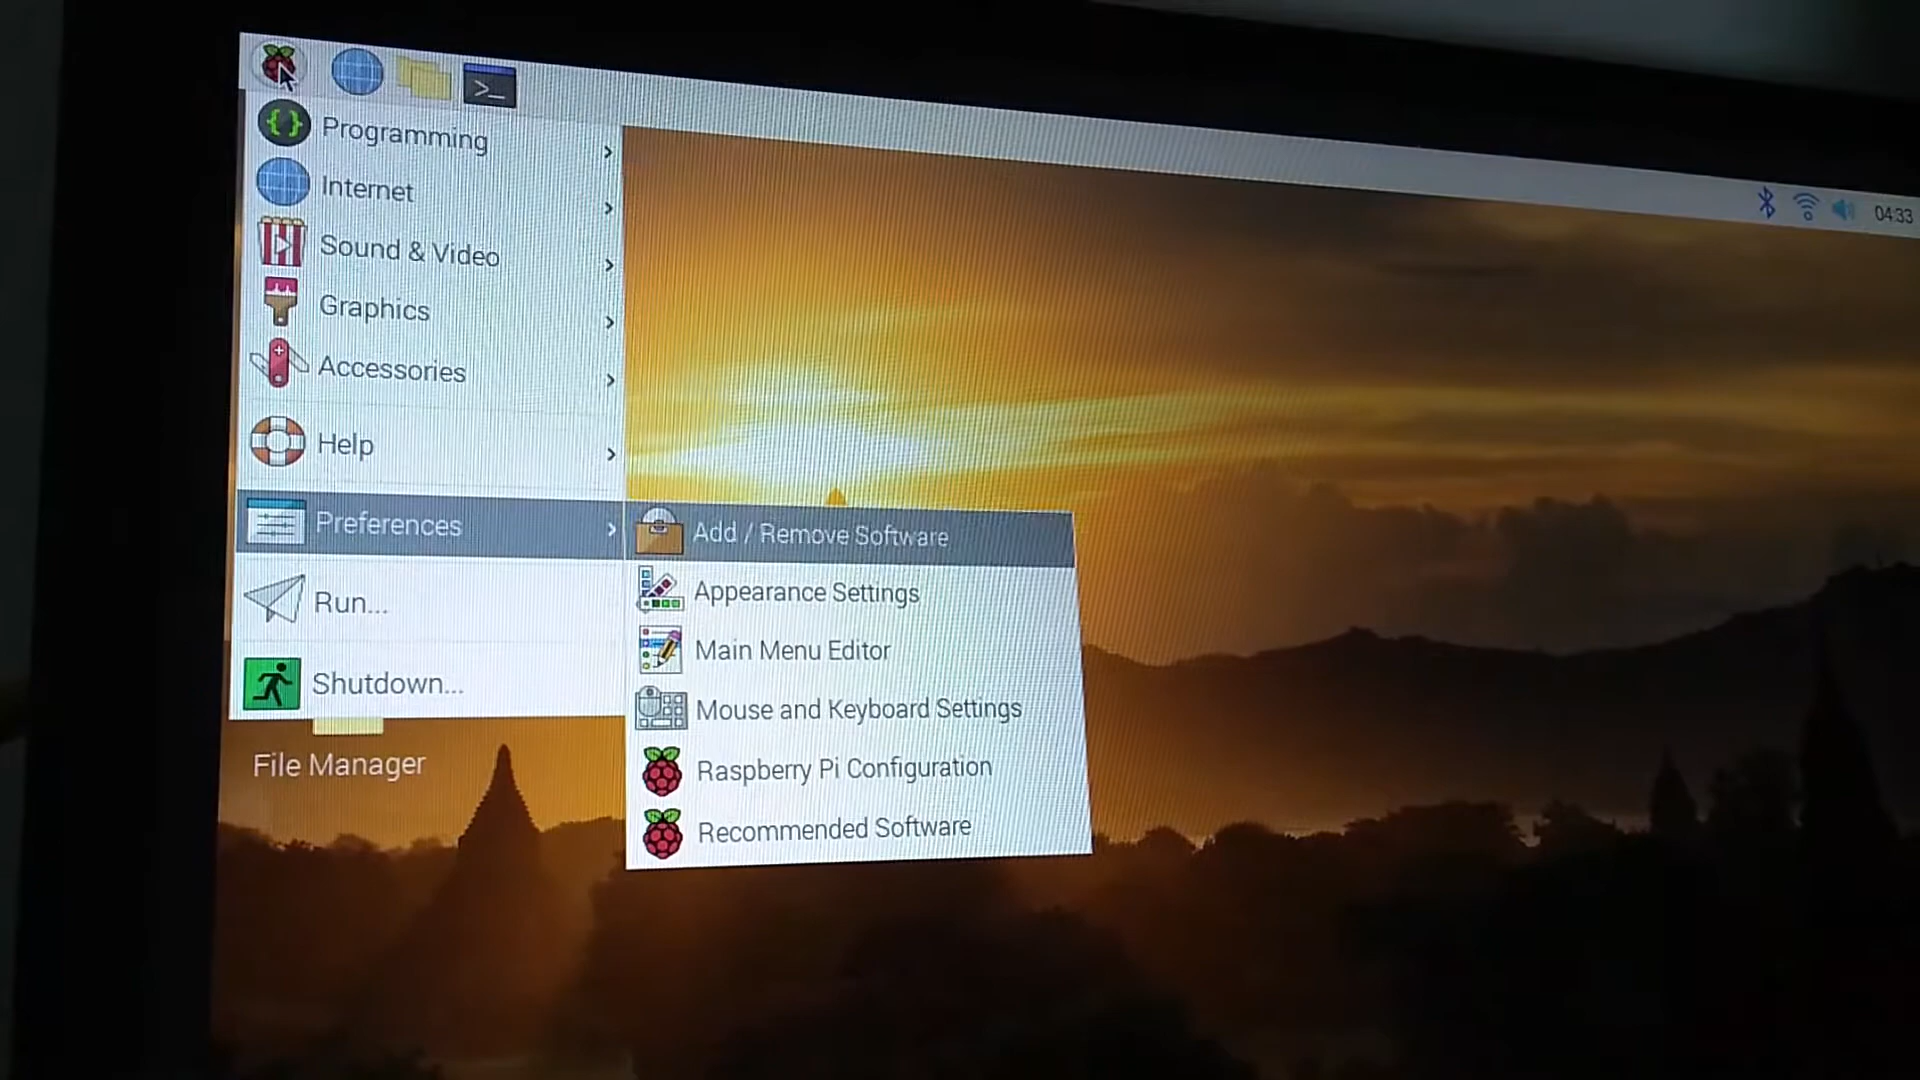 >_
04:33
Programming
Internet
Sound & Video
Graphics
Accessories
Help
Preferences
Run...
Shutdown...
Add / Remove Software
Appearance Settings
Main Menu Editor
Mouse and Keyboard Settings
Raspberry Pi Configuration
Recommended Software
File Manager